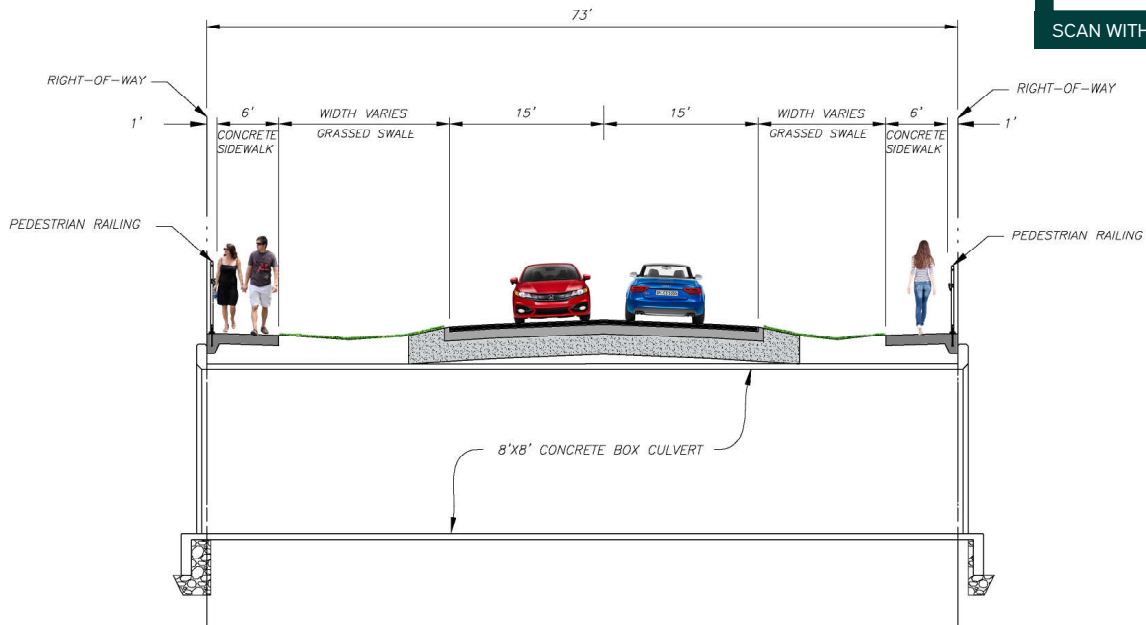 73'
SCAN WITH
RIGHT-OF-WAY
RIGHT-OF-WAY
1'
6'
WIDTH VARIES
15'
15'
WIDTH VARIES
6'
1'
CONCRETE
SIDEWALK
GRASSED SWALE
GRASSED SWALE
CONCRETE
SIDEWALK
PEDESTRIAN RAILING
PEDESTRIAN RAILING
8'X8' CONCRETE BOX CULVERT